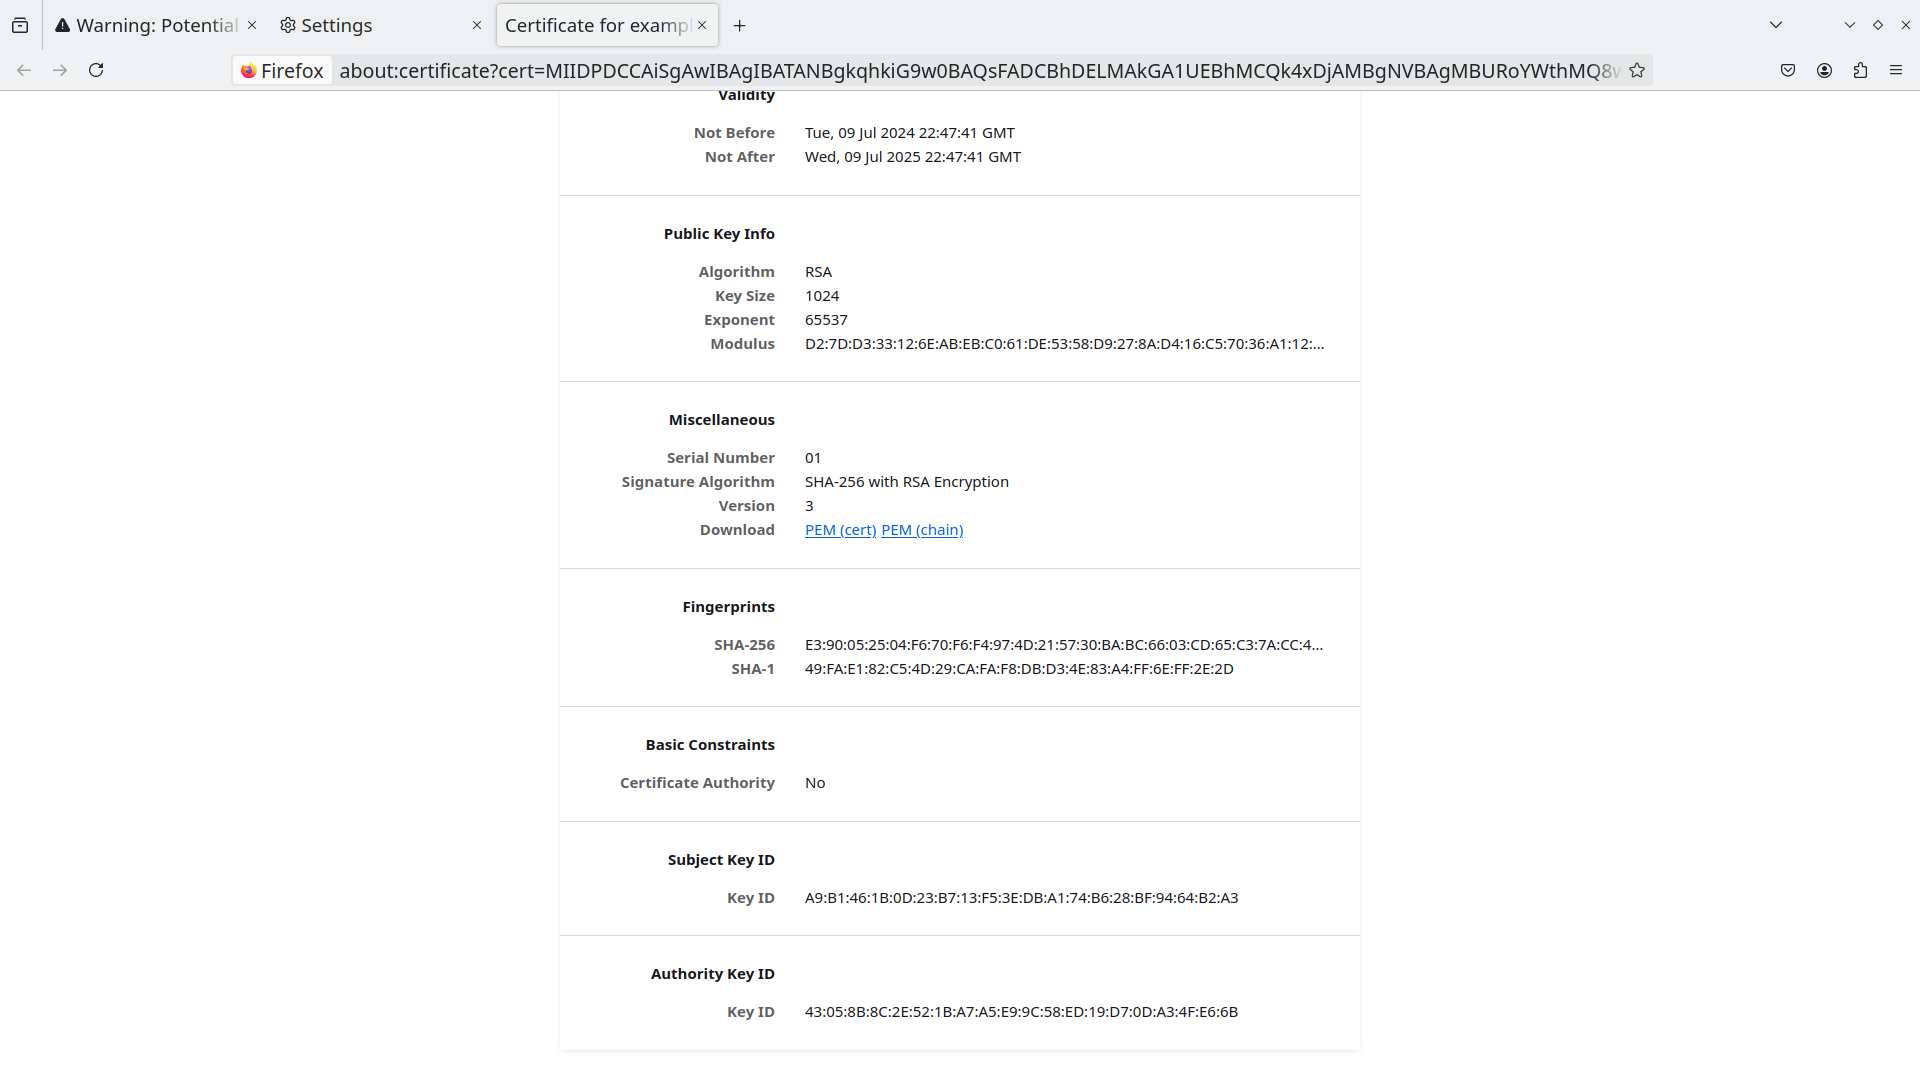 Warning: Potential
Settings
Certificate for examp
Firefox
about:certificate?cert=MIIDPDCCAiSgAwIBAgIBATANBgkqhkiG9w0BAQsFADCBhDELMAkGA1UEBhMCQk4xDjAMBgNVBAgMBURoYWthMQ8w
Validity
Not Before Tue, 09 Jul 2024 22:47:41 GMT
Not After Wed, 09 Jul 2025 22:47:41 GMT
Public Key Info
Algorithm RSA
Key Size 1024
Exponent 65537
Modulus D2:7D:D3:33:12:6E:AB:EB:C0:61:DE:53:58:D9:27:8A:D4:16:C5:70:36:A1:12:...
Miscellaneous
Serial Number 01
Signature Algorithm SHA-256 with RSA Encryption
Version 3
Download PEM (cert) PEM (chain)
Fingerprints
SHA-256 E3:90:05:25:04:F6:70:F6:F4:97:4D:21:57:30:BA:BC:66:03:CD:65:C3:7A:CC:4...
SHA-1 49:FA:E1:82:C5:4D:29:CA:FA:F8:DB:D3:4E:83:A4:FF:6E:FF:2E:2D
Basic Constraints
Certificate Authority No
Subject Key ID
Key ID A9:B1:46:1B:0D:23:B7:13:F5:3E:DB:A1:74:B6:28:BF:94:64:B2:A3
Authority Key ID
Key ID 43:05:8B:8C:2E:52:1B:A7:A5:E9:9C:58:ED:19:D7:0D:A3:4F:E6:6B